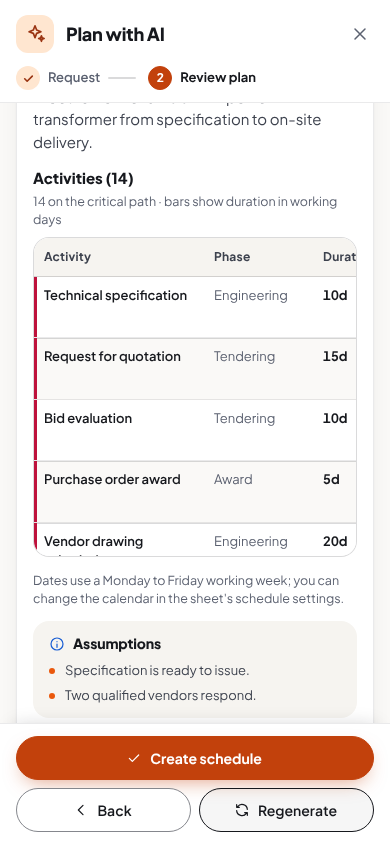 Plan with AI
Request
2 Review plan
transformer from specification to on-site
delivery.
Activities (14)
14 on the critical path · bars show duration in working
days
Activity Phase Durat
Technical specification Engineering 10d
Request for quotation Tendering 15d
Bid evaluation Tendering 10d
Purchase order award Award 5d
Vendor drawing Engineering 20d
Dates use a Monday to Friday working week; you can
change the calendar in the sheet's schedule settings.
Assumptions
Specification is ready to issue.
Two qualified vendors respond.
Create schedule
Back
Regenerate